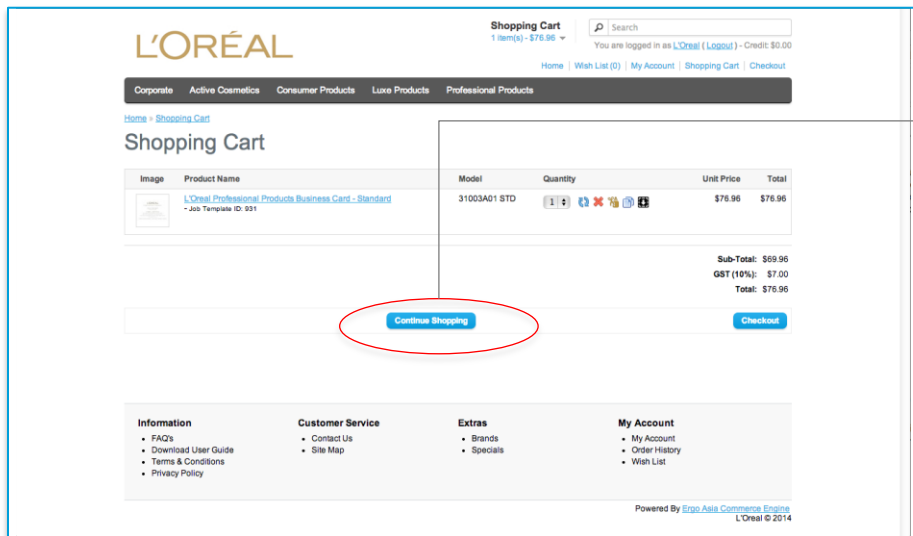 L'ORÉAL
Shopping Cart
1 item(s) - $76.96
Search
You are logged in as L'Oreal ( Logout ) - Credit: $0.00
Home | Wish List (0) | My Account | Shopping Cart | Checkout
Corporate Active Cosmetics Consumer Products Luxe Products Professional Products
Home » Shopping Cart
Shopping Cart
Image Product Name Model Quantity Unit Price Total
L'Oreal Professional Products Business Card - Standard 31003A01 STD 1 $76.96 $76.96
- Job Template ID: 931
Sub-Total: $69.96
GST (10%): $7.00
Total: $76.96
Continue Shopping Checkout
Information Customer Service Extras My Account
• FAQ's • Contact Us • Brands • My Account
• Download User Guide • Site Map • Specials • Order History
• Terms & Conditions • Wish List
• Privacy Policy
Powered By Ergo Asia Commerce Engine
L'Oreal © 2014